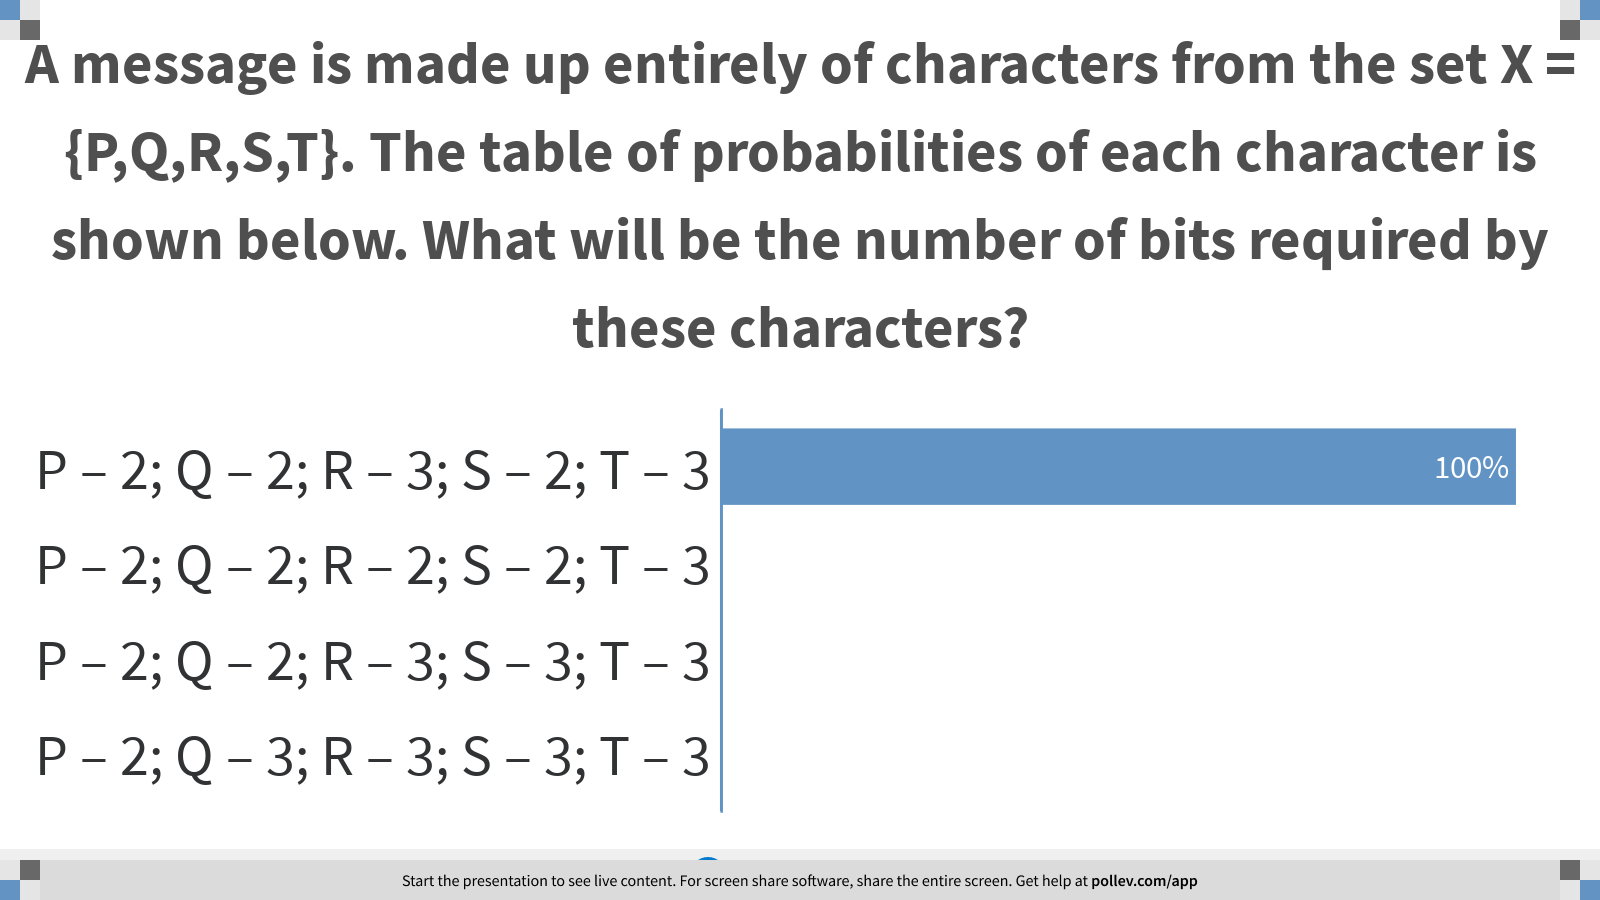 A message is made up entirely of characters from the set X =
{P,Q,R,S,T}. The table of probabilities of each character is
shown below. What will be the number of bits required by
these characters?
P – 2; Q – 2; R – 3; S – 2; T – 3
100%
P – 2; Q – 2; R – 2; S – 2; T – 3
P – 2; Q – 2; R – 3; S – 3; T – 3
P – 2; Q – 3; R – 3; S – 3; T – 3
Start the presentation to see live content. For screen share software, share the entire screen. Get help at pollev.com/app